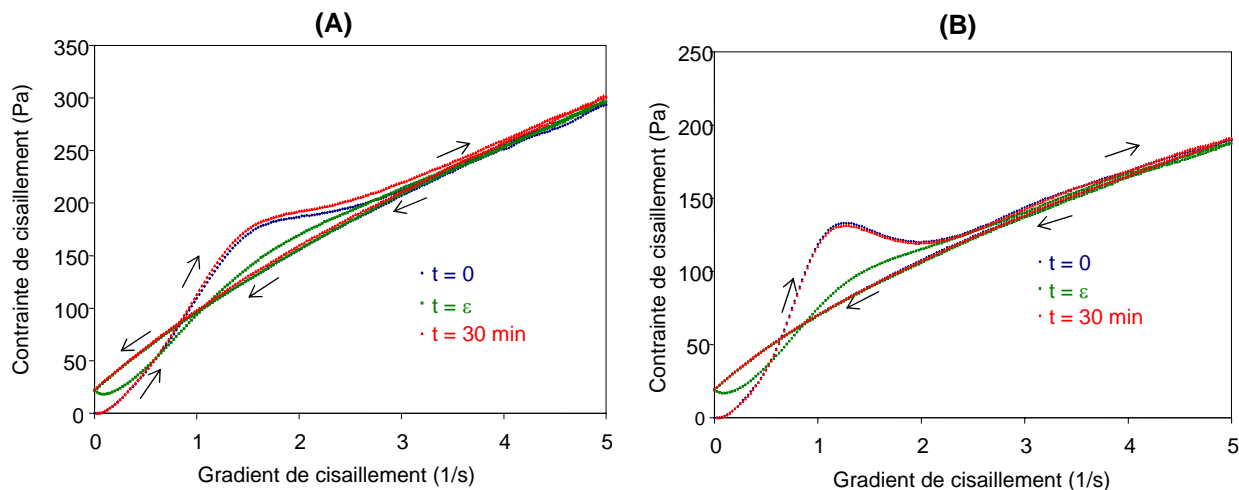 (A)
Contrainte de cisaillement (Pa)
350
300
250
200
150
100
50
0
0 1 2 3 4 5
Gradient de cisaillement (1/s)
t = 0
t = ε
t = 30 min
(B)
Contrainte de cisaillement (Pa)
250
200
150
100
50
0
0 1 2 3 4 5
Gradient de cisaillement (1/s)
t = 0
t = ε
t = 30 min